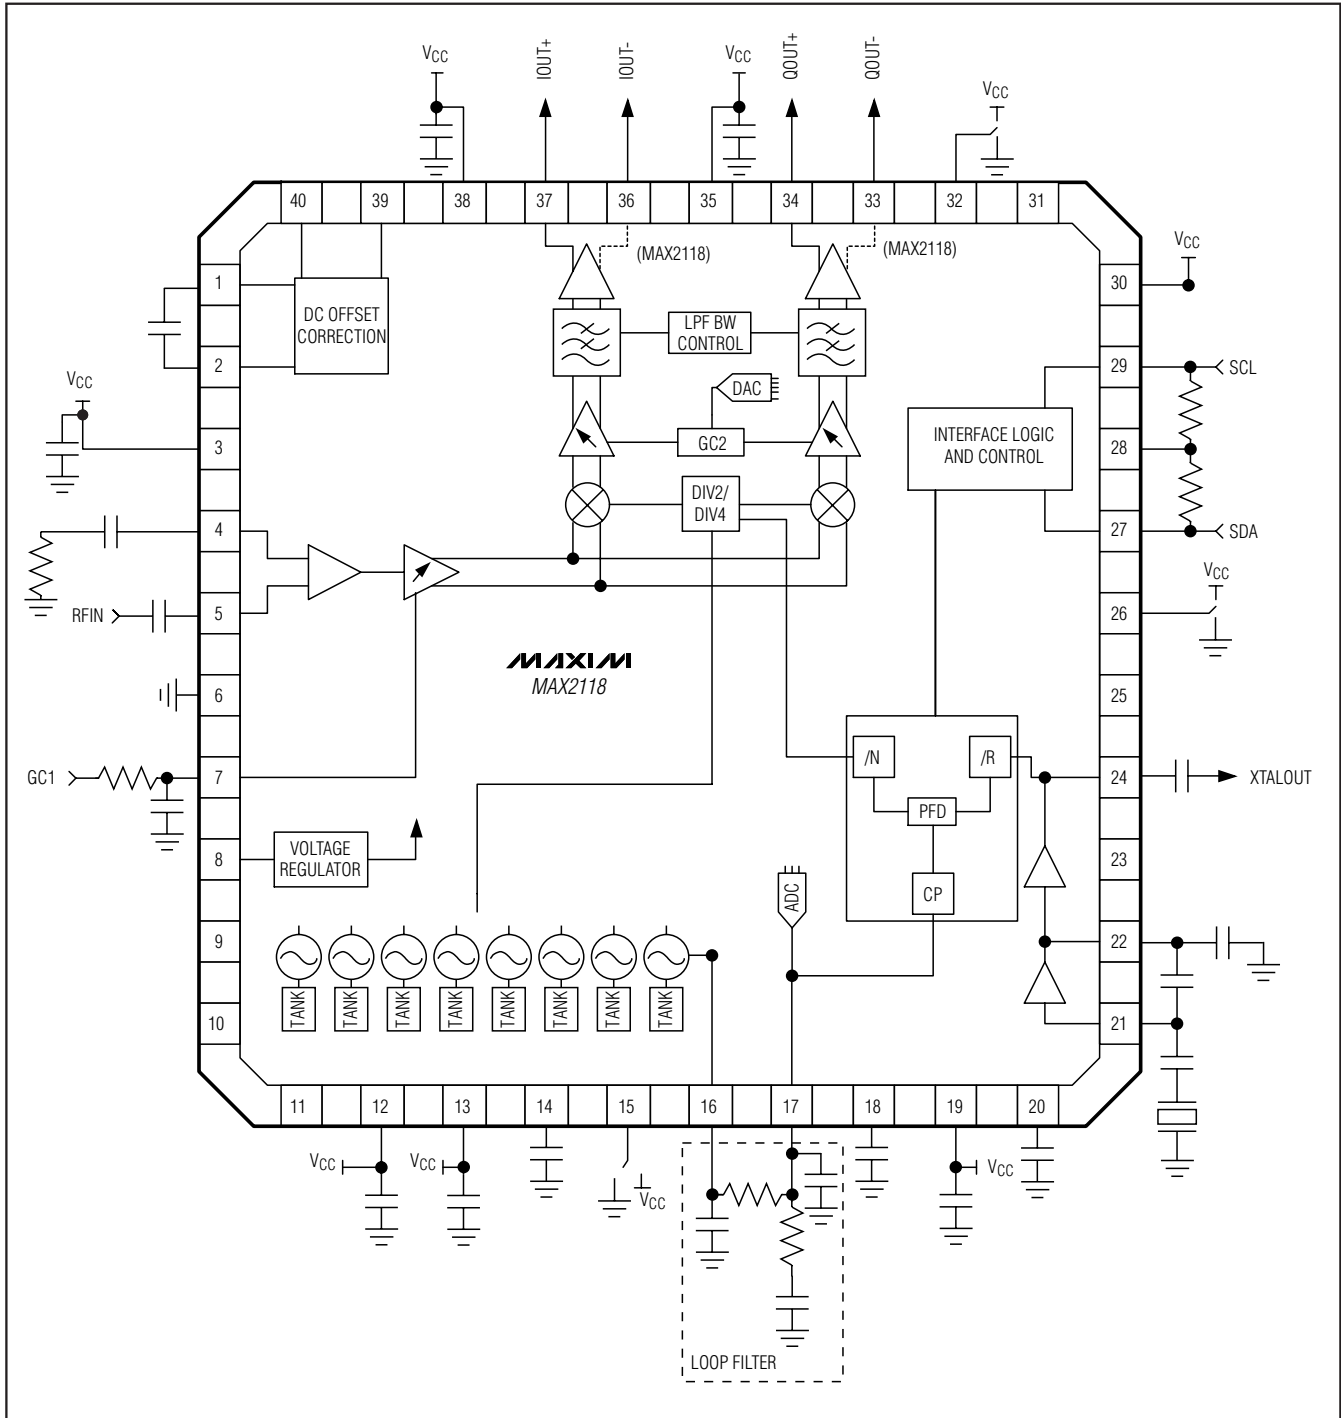 VCC
IOUT+
IOUT-
VCC
QOUT+
QOUT-
VCC
40
39
38
37
36
35
34
33
32
31
(MAX2118)
(MAX2118)
VCC
1
DC OFFSET
CORRECTION
LPF BW
CONTROL
30
2
29
SCL
VCC
DAC
3
GC2
INTERFACE LOGIC
AND CONTROL
28
4
DIV2/
DIV4
27
SDA
VCC
RFIN
5
26
MAXIM
MAX2118
6
25
GC1
7
/N
/R
24
XTALOUT
PFD
8
VOLTAGE
REGULATOR
23
ADC
CP
9
22
TANK
TANK
TANK
TANK
TANK
TANK
TANK
TANK
10
21
11
12
13
14
15
16
17
18
19
20
VCC
VCC
VCC
VCC
LOOP FILTER